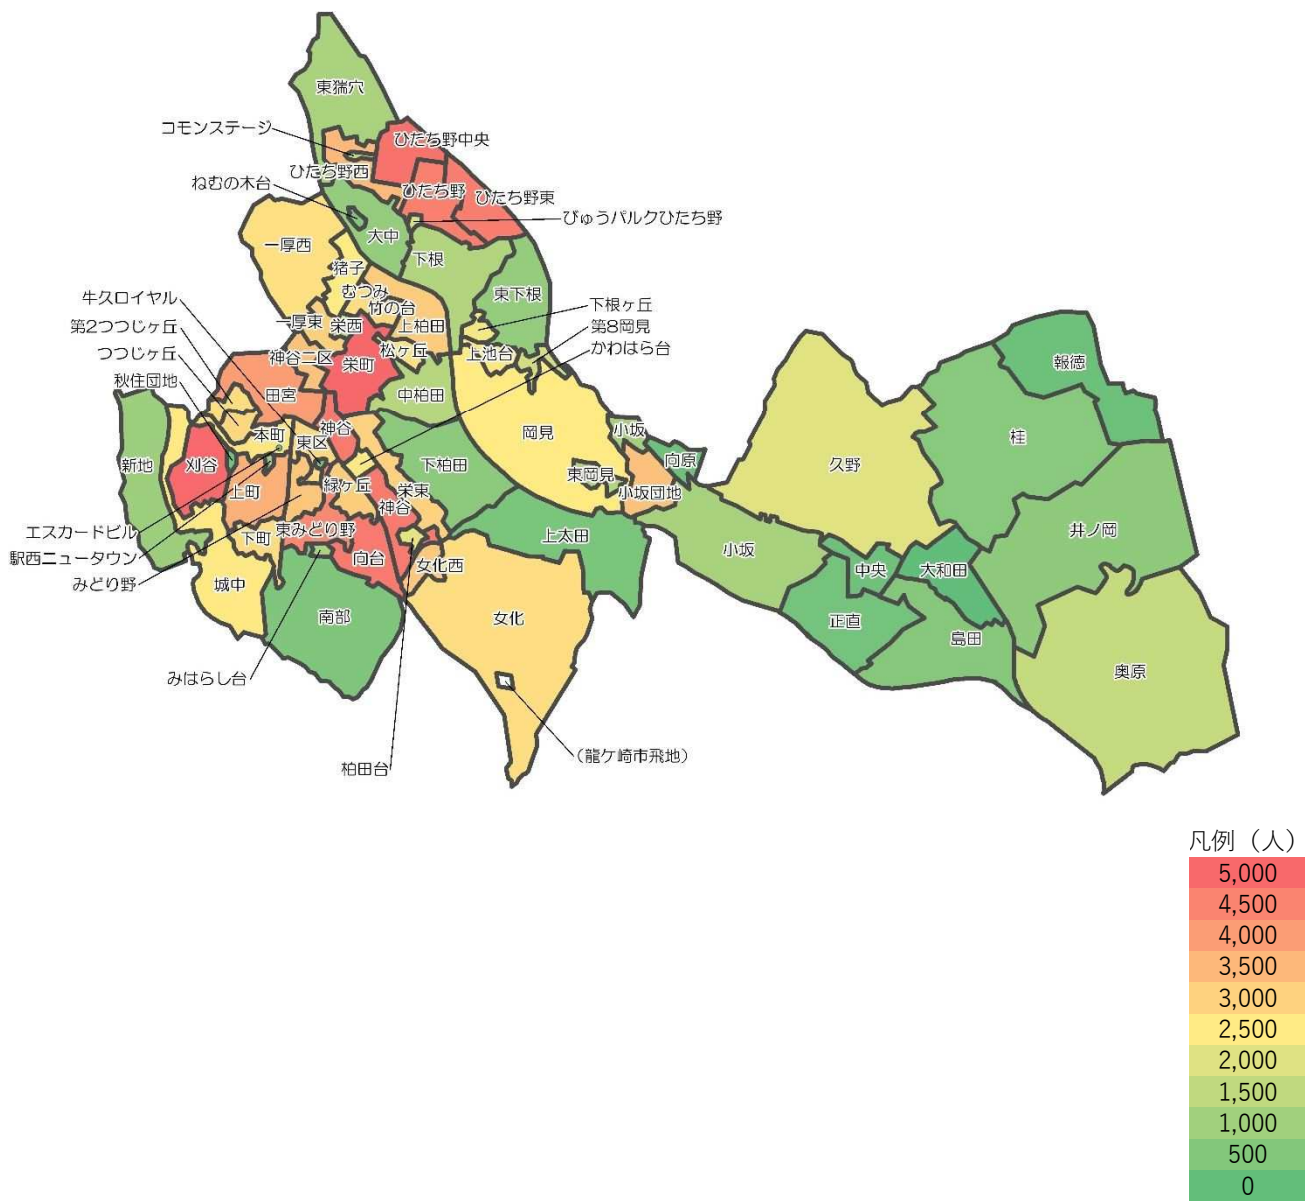 東猯穴
コモンステージ
ひたち野中央
ひたち野西
ねむの木台
ひたち野
ひたち野東
びゅうパルクひたち野
大中
一厚西
下根
猪子
むつみ
牛久ロイヤル
竹の台
東下根
下根ヶ丘
第2つつじヶ丘
一厚東
栄西
上柏田
第8岡見
つつじヶ丘
神谷二区
栄町
松ヶ丘
上池台
かわはら台
報徳
秋住団地
田宮
中柏田
本町
東区
神谷
岡見
小坂
桂
新地
刈谷
下柏田
向原
久野
上町
緑ヶ丘
栄東
東岡見
小坂団地
神谷
エスカードビル
下町
東みどり野
上太田
小坂
井ノ岡
駅西ニュータウン
向台
女化西
中央
大和田
みどり野
城中
南部
女化
正直
島田
みはらし台
奥原
柏田台
(龍ケ崎市飛地)
凡例（人）
5,000
4,500
4,000
3,500
3,000
2,500
2,000
1,500
1,000
500
0